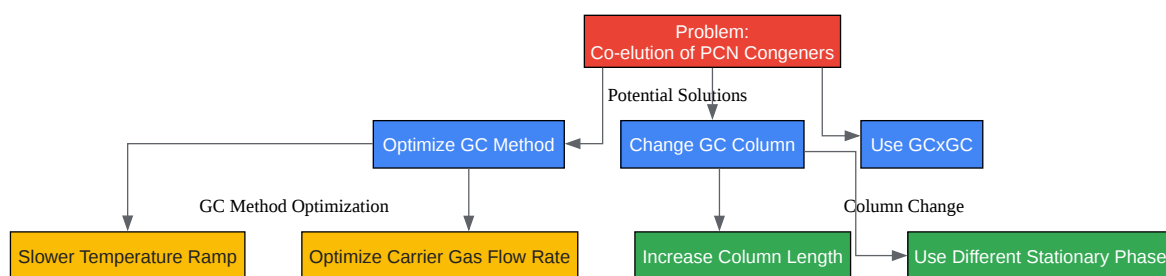 Problem:
Co-elution of PCN Congeners
Potential Solutions
Optimize GC Method
Change GC Column
Use GCxGC
GC Method Optimization
Column Change
Slower Temperature Ramp
Optimize Carrier Gas Flow Rate
Increase Column Length
Use Different Stationary Phase